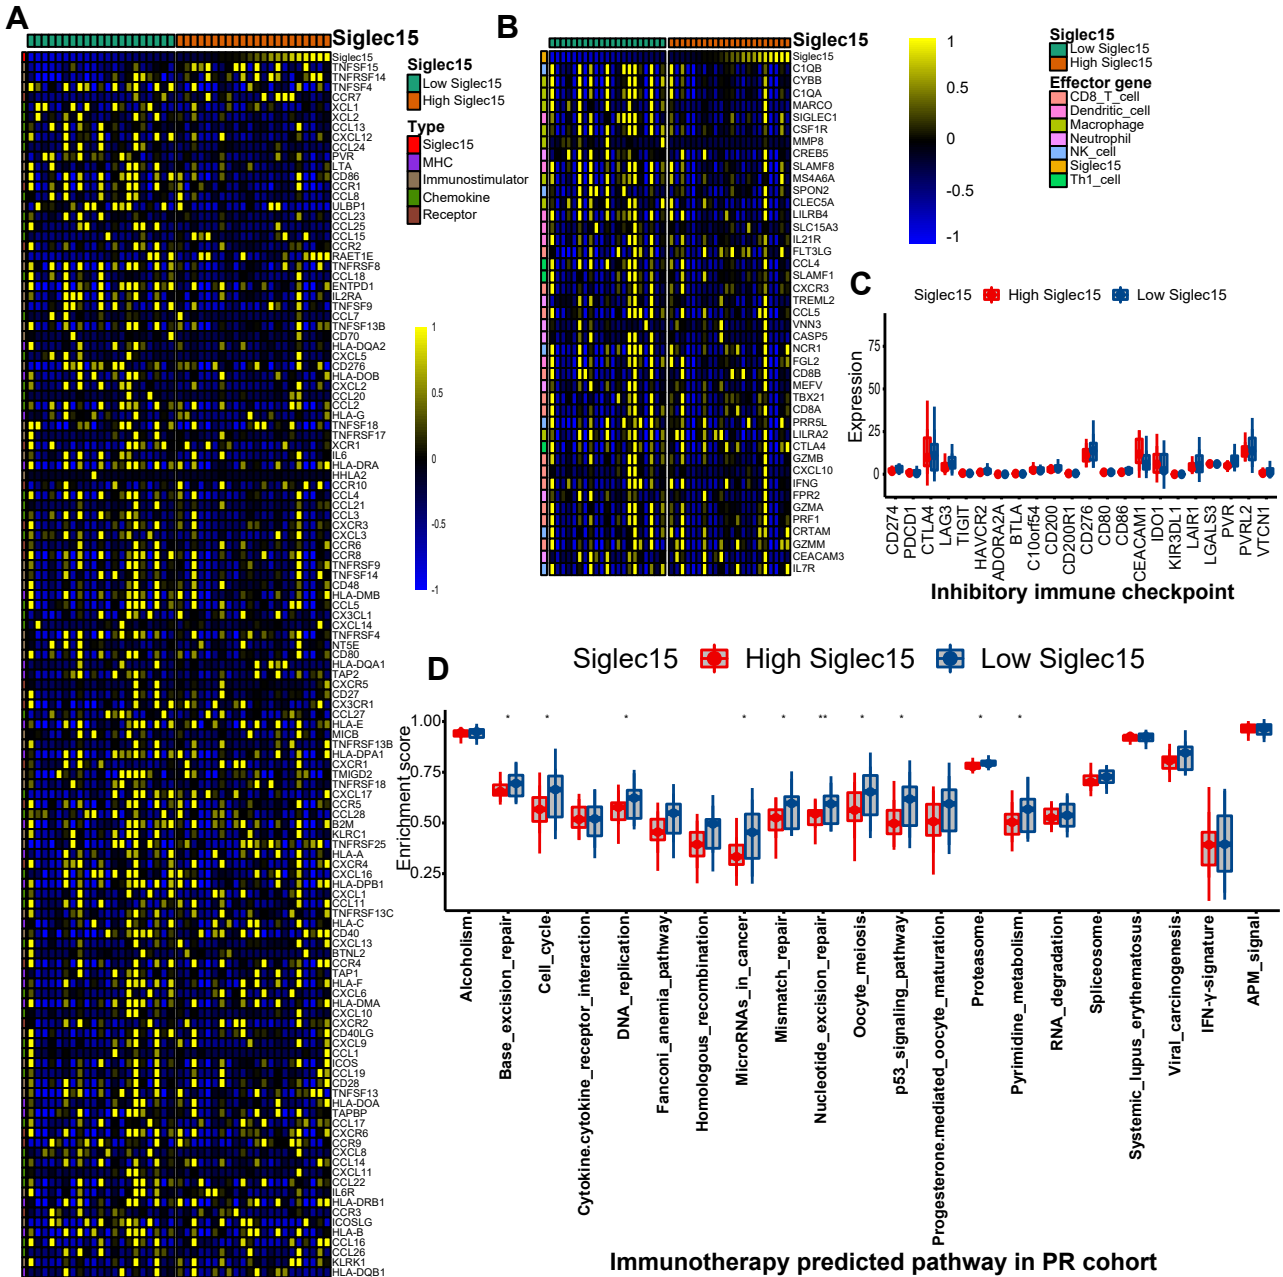 A
Siglec15
Siglec15
TNFSF15
TNFRSF14
TNFSF4
CCR7
XCL1
XCL2
CCL13
CXCL12
CCL24
PVR
LTA
CD86
CCR1
CCL8
ULBP1
CCL23
CCL25
CCL15
CCR2
RAET1E
TNFRSF8
CCL18
ENTPD1
IL2RA
TNFSF9
CCL7
TNFSF13B
CD70
HLA-DQA2
CXCL5
CD276
HLA-DOB
CXCL2
CCL20
CCL2
HLA-G
TNFSF18
TNFRSF17
XCR1
IL6
HLA-DRA
HHLA2
CCR10
CCL4
CCL21
CCL3
CXCR3
CXCL3
CCR6
CCR8
TNFRSF9
TNFSF14
CD48
HLA-DMB
CCL5
CX3CL1
CXCL14
TNFRSF4
NT5E
CD80
HLA-DQA1
TAP2
CXCR5
CD27
CX3CR1
CCL27
HLA-E
MICB
TNFRSF13B
HLA-DPA1
CXCR1
TMIGD2
TNFRSF18
CXCL17
CCR5
CCL28
B2M
KLRC1
TNFRSF25
HLA-A
CXCR4
CXCL16
HLA-DPB1
CXCL1
CCL11
TNFRSF13C
HLA-C
CD40
CXCL13
BTNL2
CCR4
TAP1
HLA-F
CXCL6
HLA-DMA
CXCL10
CXCR2
CD40LG
CXCL9
CCL1
ICOS
CCL19
CD28
TNFSF13
HLA-DOA
TAPBP
CCL17
CXCR6
CCR9
CXCL8
CCL14
CXCL11
CCL22
IL6R
HLA-DRB1
CCR3
ICOSLG
HLA-B
CCL16
CCL26
KLRK1
HLA-DQB1
Siglec15
Low Siglec15
High Siglec15
Type
Siglec15
MHC
Immunostimulator
Chemokine
Receptor
1
0.5
0
-0.5
-1
B
Siglec15
Siglec15
C1QB
CYBB
C1QA
MARCO
SIGLEC1
CSF1R
MMP8
CREB5
SLAMF8
MS4A6A
SPON2
CLEC5A
LILRB4
SLC15A3
IL21R
FLT3LG
CCL4
SLAMF1
CXCR3
TREML2
CCL5
VNN3
CASP5
NCR1
FGL2
CD8B
MEFV
TBX21
CD8A
PRR5L
LILRA2
CTLA4
GZMB
CXCL10
IFNG
FPR2
GZMA
PRF1
CRTAM
GZMM
CEACAM3
IL7R
1
0.5
0
-0.5
-1
Siglec15
Low Siglec15
High Siglec15
Effector gene
CD8_T_cell
Dendritic_cell
Macrophage
Neutrophil
NK_cell
Siglec15
Th1_cell
C
Siglec15 High Siglec15 Low Siglec15
Expression
75
50
25
0
CD274
PDCD1
CTLA4
LAG3
TIGIT
HAVCR2
ADORA2A
BTLA
C10orf54
CD200
CD200R1
CD276
CD80
CD86
CEACAM1
IDO1
KIR3DL1
LAIR1
LGALS3
PVR
PVRL2
VTCN1
Inhibitory immune checkpoint
D
Siglec15 High Siglec15 Low Siglec15
Enrichment score
1.00
0.75
0.50
0.25
* * * * * ** * * * *
Alcoholism
Base_excision_repair
Cell_cycle
Cytokine.cytokine_receptor_interaction
DNA_replication
Fanconi_anemia_pathway
Homologous_recombination
MicroRNAs_in_cancer
Mismatch_repair
Nucleotide_excision_repair
Oocyte_meiosis
p53_signaling_pathway
Progesterone.mediated_oocyte_maturation
Proteasome
Pyrimidine_metabolism
RNA_degradation
Spliceosome
Systemic_lupus_erythematosus
Viral_carcinogenesis
IFN-γ-signature
APM_signal
Immunotherapy predicted pathway in PR cohort